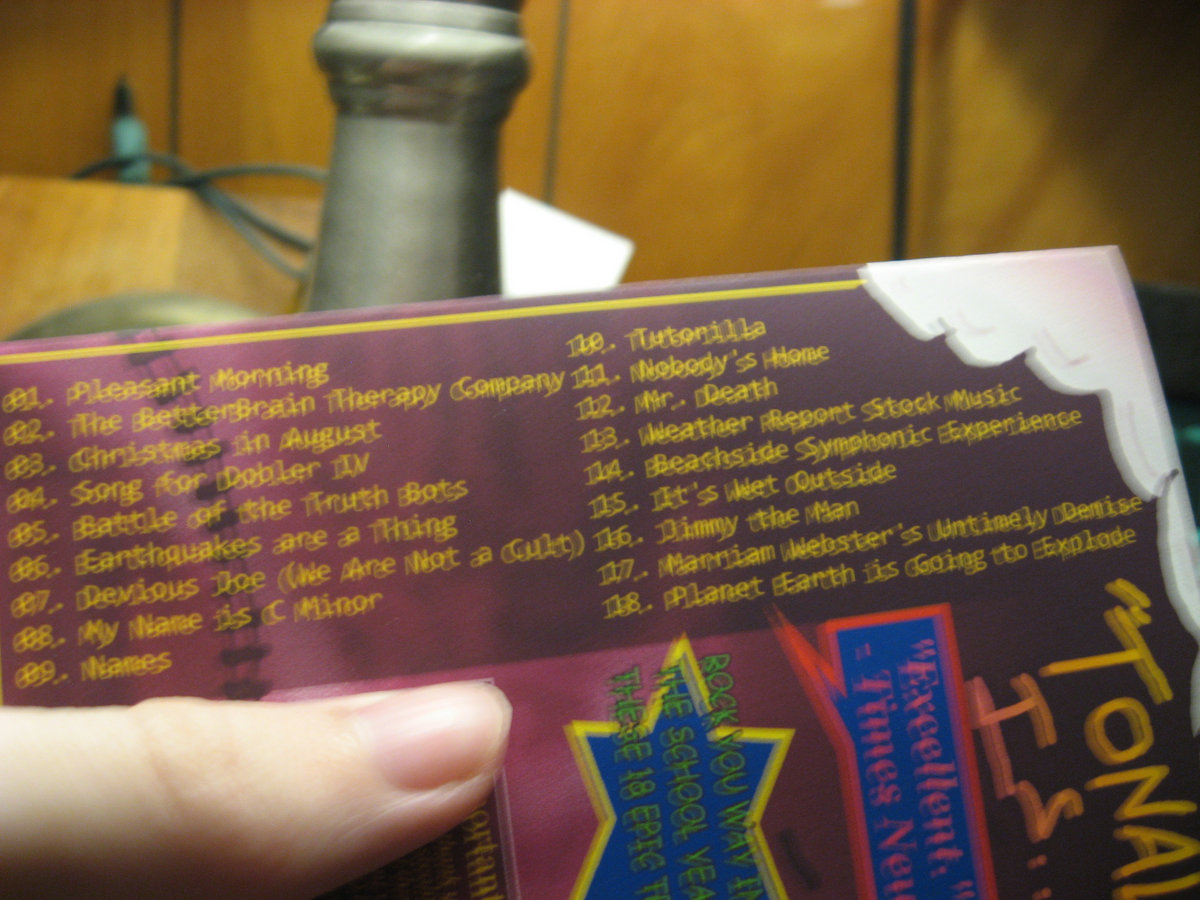 01. Pleasant Morning
02. The BetterBrain Therapy Company
03. Christmas in August
04. Song for Dobler IV
05. Battle of the Truth Bots
06. Earthquakes are a Thing
07. Devious Joe (We Are Not a Cult)
08. My Name is C Minor
09. Names
10. Tutorilla
11. Nobody's Home
12. Mr. Death
13. Weather Report Stock Music
14. Beachside Symphonic Experience
15. It's Wet Outside
16. Jimmy the Man
17. Marriam Webster's Untimely Demise
18. Planet Earth is Going to Explode
ROCK YOU WAY IN
THE SCHOOL YEA
THESE 18 EPIC T
"Excellent."
- Times New
"TONAL
IS...